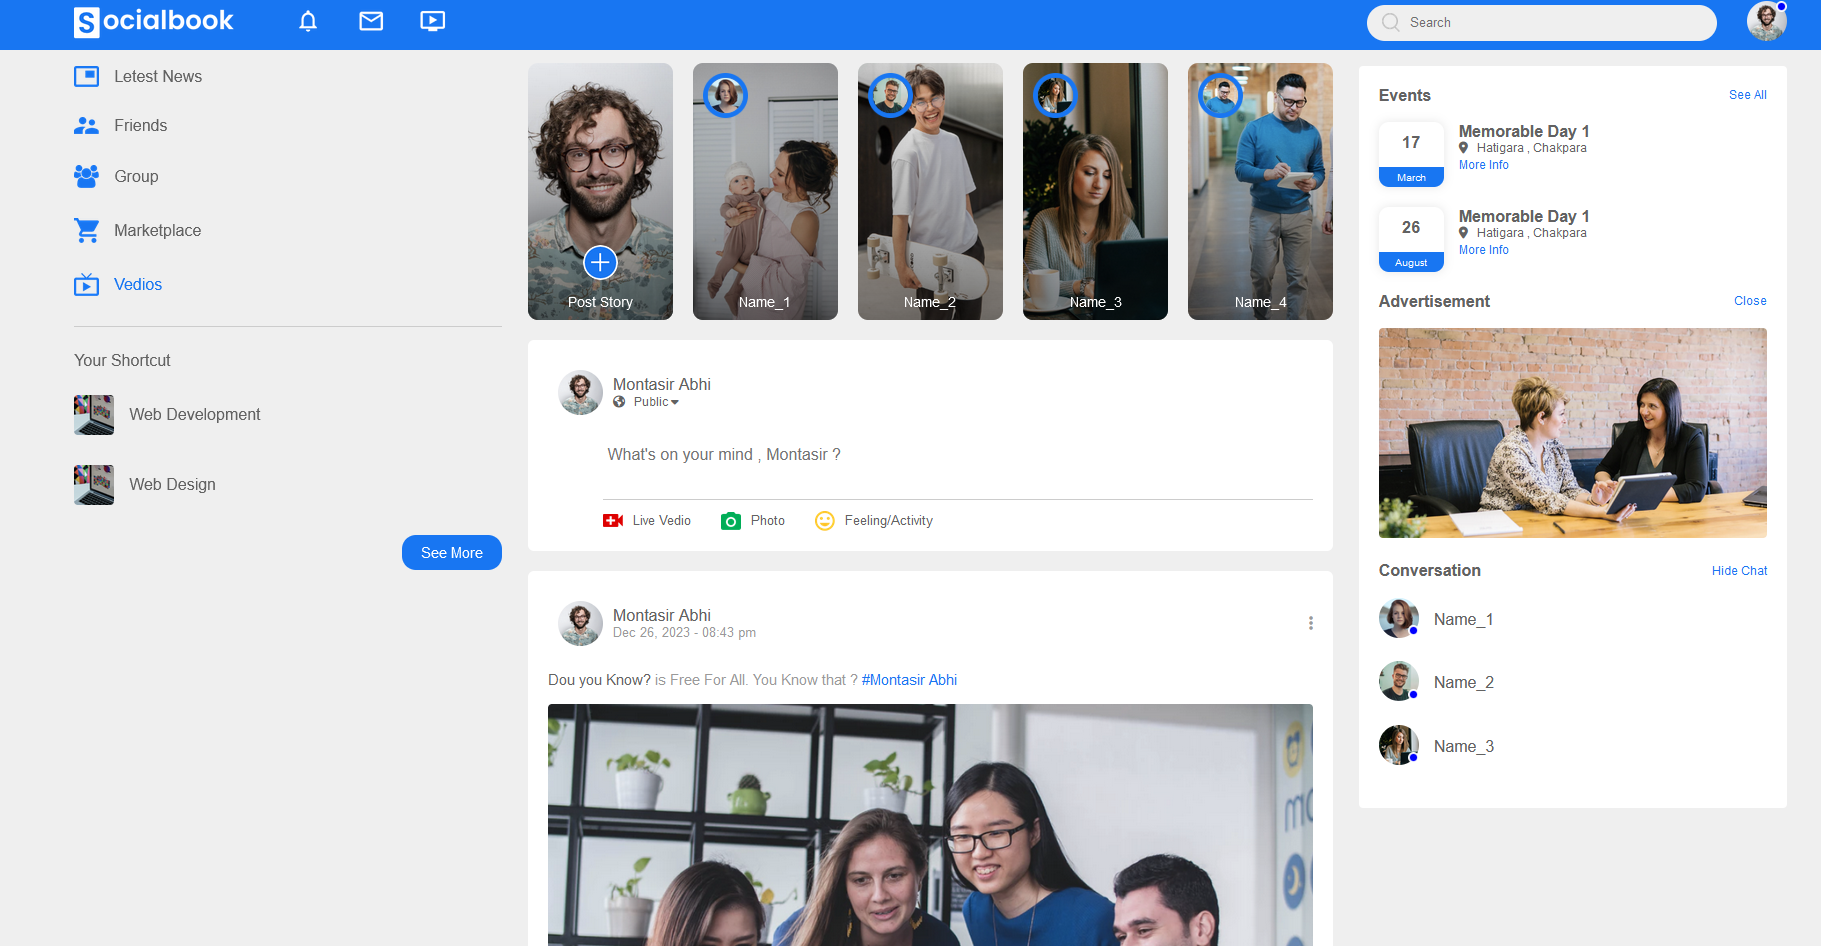 Socialbook
Search
Letest News
Friends
Group
Marketplace
Vedios
Your Shortcut
Web Development
Web Design
See More
Post Story
Name_1
Name_2
Name_3
Name_4
Montasir Abhi
Public
What's on your mind , Montasir ?
Live Vedio
Photo
Feeling/Activity
Montasir Abhi
Dec 26, 2023 - 08:43 pm
Dou you Know? is Free For All. You Know that ? #Montasir Abhi
Events
See All
17
March
Memorable Day 1
Hatigara , Chakpara
More Info
26
August
Memorable Day 1
Hatigara , Chakpara
More Info
Advertisement
Close
Conversation
Hide Chat
Name_1
Name_2
Name_3